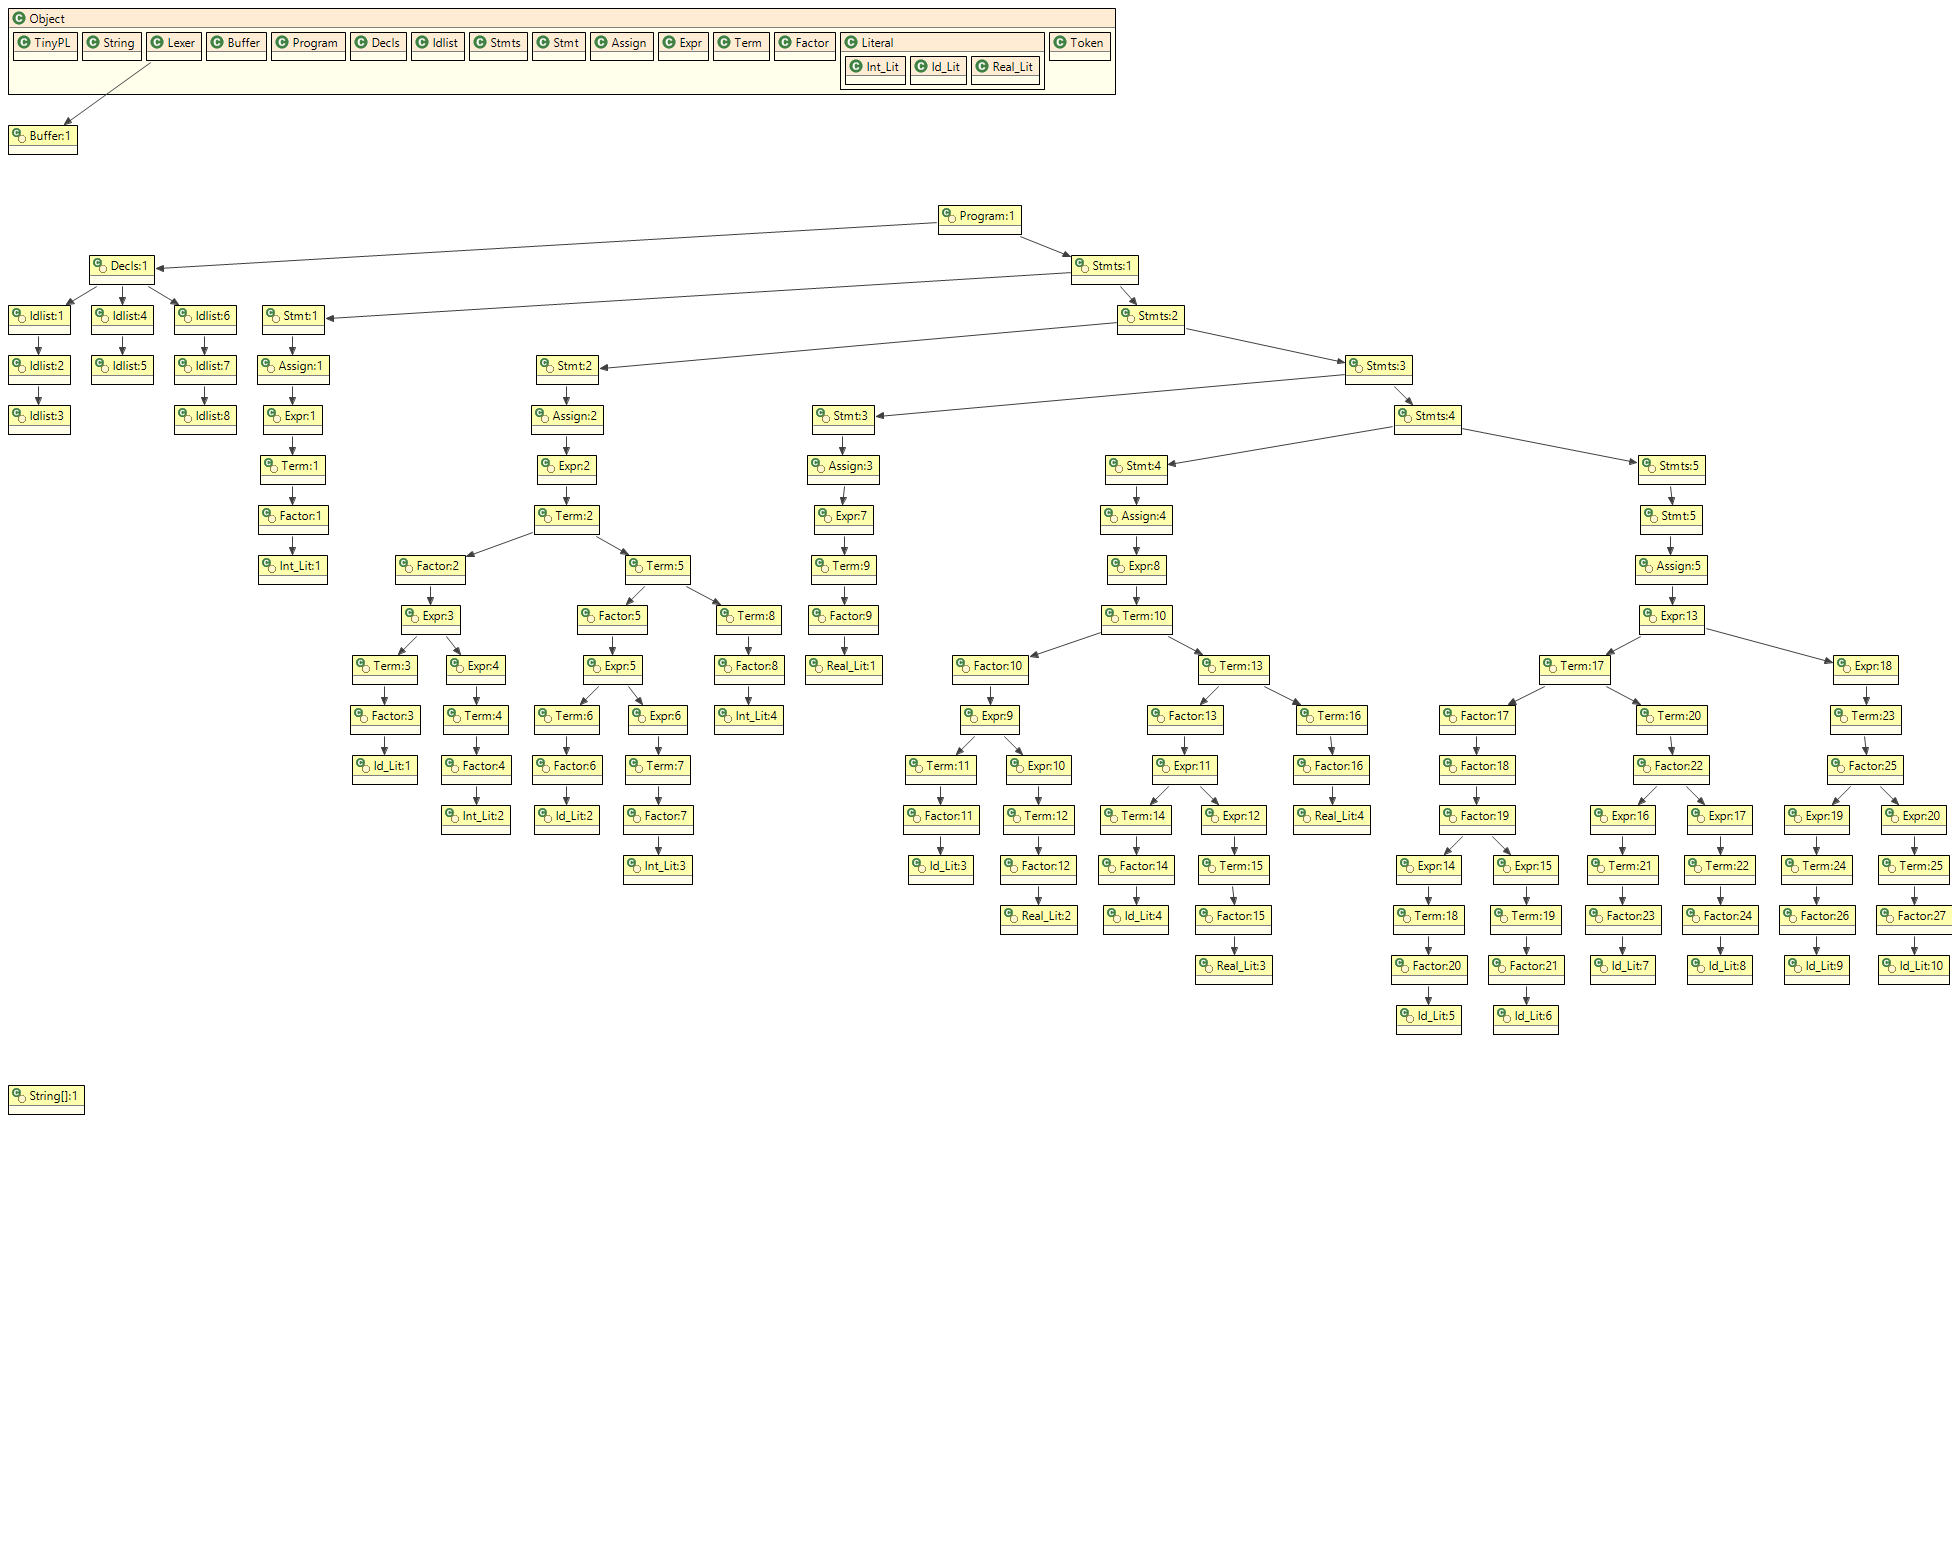 Object
TinyPL String Lexer Buffer Program Decls Idlist Stmts Stmt Assign Expr Term Factor Literal Token
Int_Lit Id_Lit Real_Lit
Buffer:1
Program:1
Decls:1 Stmts:1
Idlist:1 Idlist:4 Idlist:6 Stmt:1 Stmts:2
Idlist:2 Idlist:5 Idlist:7 Assign:1 Stmt:2 Stmts:3
Idlist:3 Idlist:8 Expr:1 Assign:2 Stmt:3 Stmts:4
Term:1 Expr:2 Assign:3 Stmt:4 Stmts:5
Factor:1 Term:2 Expr:7 Assign:4 Stmt:5
Int_Lit:1 Factor:2 Term:5 Term:9 Expr:8 Assign:5
Expr:3 Factor:5 Term:8 Factor:9 Term:10 Expr:13
Term:3 Expr:4 Expr:5 Factor:8 Real_Lit:1 Factor:10 Term:13 Term:17 Expr:18
Factor:3 Term:4 Term:6 Expr:6 Int_Lit:4 Expr:9 Factor:13 Term:16 Factor:17 Term:20 Term:23
Id_Lit:1 Factor:4 Factor:6 Term:7 Term:11 Expr:10 Expr:11 Factor:16 Factor:18 Factor:22 Factor:25
Int_Lit:2 Id_Lit:2 Factor:7 Factor:11 Term:12 Term:14 Expr:12 Real_Lit:4 Factor:19 Expr:16 Expr:17 Expr:19 Expr:20
Int_Lit:3 Id_Lit:3 Factor:12 Factor:14 Term:15 Expr:14 Expr:15 Term:21 Term:22 Term:24 Term:25
Real_Lit:2 Id_Lit:4 Factor:15 Term:18 Term:19 Factor:23 Factor:24 Factor:26 Factor:27
Real_Lit:3 Factor:20 Factor:21 Id_Lit:7 Id_Lit:8 Id_Lit:9 Id_Lit:10
Id_Lit:5 Id_Lit:6
String[]:1